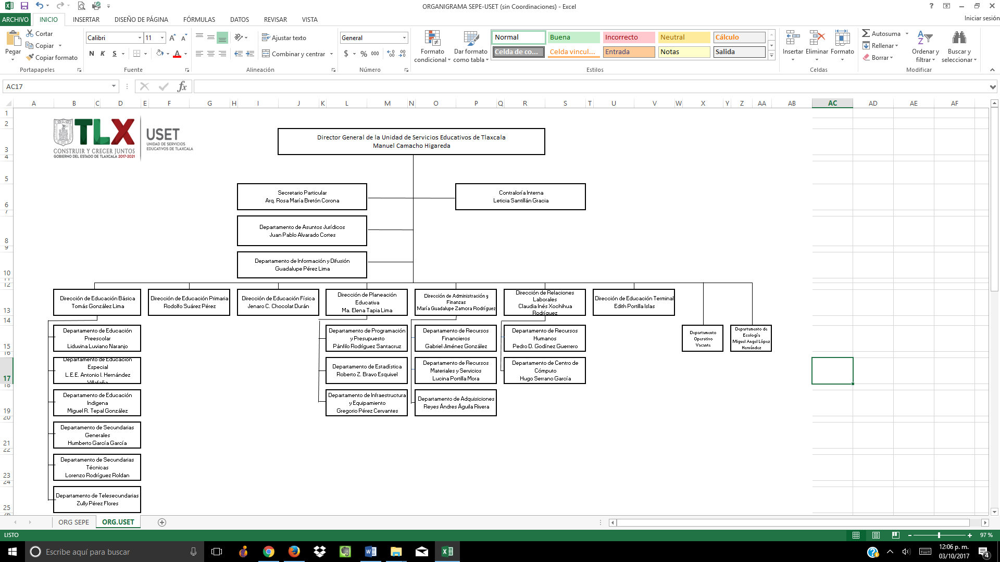 ORGANIGRAMA SEPE-USET (sin Coordinaciones) - Excel
ARCHIVO INICIO INSERTAR DISEÑO DE PÁGINA FÓRMULAS DATOS REVISAR VISTA Iniciar sesión
Pegar
Cortar
Copiar
Copiar formato
Portapapeles
Calibri 11
N K S
Fuente
Ajustar texto
Combinar y centrar
Alineación
General
$ % 000
Número
Formato condicional
Dar formato como tabla
Normal Buena Incorrecto Neutral Cálculo
Celda de co... Celda vincul... Entrada Notas Salida
Estilos
Insertar Eliminar Formato
Celdas
Autosuma
Rellenar
Borrar
Ordenar y filtrar
Buscar y seleccionar
Modificar
AC17
fx
A B C D E F G H I J K L M N O P Q R S T U V W X Y Z AA AB AC AD AE AF
1
2
3
4
5
6
7
8
9
10
11
12
13
14
15
16
17
18
19
20
21
22
23
24
25
26
TLX
CONSTRUIR Y CRECER JUNTOS
GOBIERNO DEL ESTADO DE TLAXCALA 2017-2021
USET
UNIDAD DE SERVICIOS
EDUCATIVOS DE TLAXCALA
Director General de la Unidad de Servicios Educativos de Tlaxcala
Manuel Camacho Higareda
Secretario Particular
Arq. Rosa María Bretón Corona
Contraloría Interna
Leticia Santillán Gracia
Departamento de Asuntos Jurídicos
Juan Pablo Alvarado Cortes
Departamento de Información y Difusión
Guadalupe Pérez Lima
Dirección de Educación Básica
Tomás González Lima
Dirección de Educación Primaria
Rodolfo Suárez Pérez
Dirección de Educación Física
Jenaro C. Chocolat Durán
Dirección de Planeación
Educativa
Ma. Elena Tapia Lima
Dirección de Administración y
Finanzas
María Guadalupe Zamora Rodríguez
Dirección de Relaciones
Laborales
Claudia Inés Xochihua
Rodríguez
Dirección de Educación Terminal
Edith Portilla Islas
Departamento de Educación
Preescolar
Liduvina Luviano Naranjo
Departamento de Programación
y Presupuesto
Pánfilo Rodríguez Santacruz
Departamento de Recursos
Financieros
Gabriel Jiménez González
Departamento de Recursos
Humanos
Pedro D. Godínez Guerrero
Departamento
Operativo
Vacante
Departamento de
Ecología
Miguel Angel López
Hernández
Departamento de Educación
Especial
L.E.E. Antonio I. Hernández
Villafaña
Departamento de Estadística
Roberto Z. Bravo Esquivel
Departamento de Recursos
Materiales y Servicios
Lucina Portilla Mora
Departamento de Centro de
Cómputo
Hugo Serrano García
Departamento de Educación
Indigena
Miguel R. Tepal González
Departamento de Infraestructura
y Equipamiento
Gregorio Pérez Cervantes
Departamento de Adquisiciones
Reyes Ándres Águila Rivera
Departamento de Secundarias
Generales
Humberto García García
Departamento de Secundarias
Técnicas
Lorenzo Rodríguez Roldan
Departamento de Telesecundarias
Zully Pérez Flores
ORG SEPE ORG.USET
LISTO
97 %
Escribe aquí para buscar
12:06 p. m.
03/10/2017
4